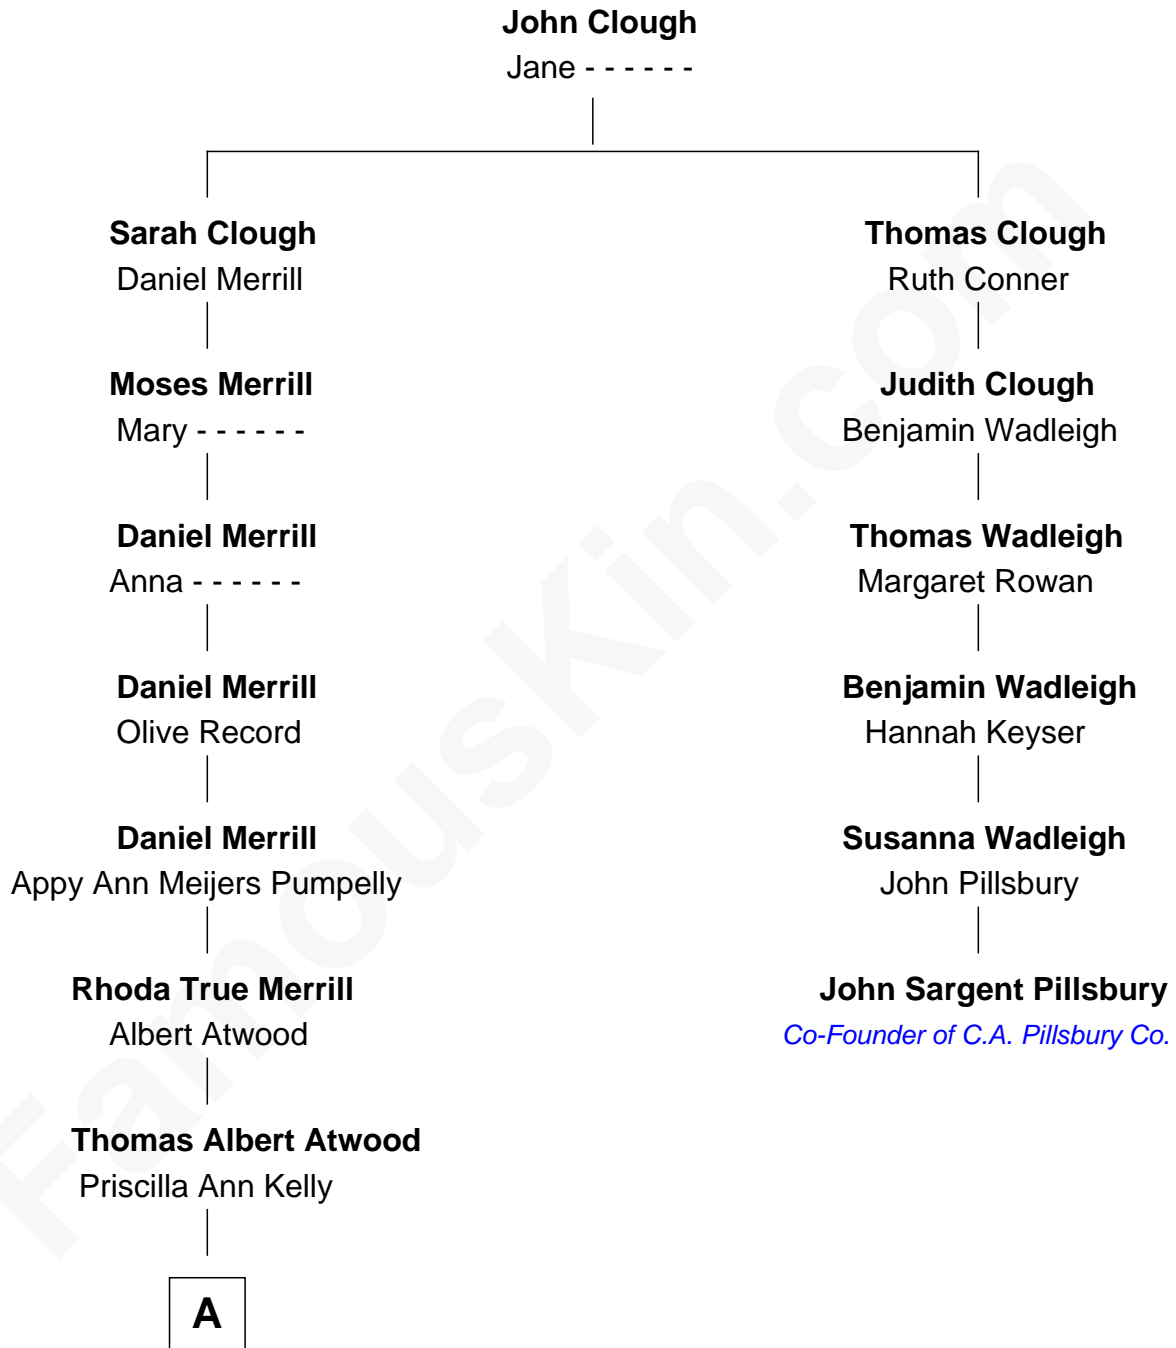 John Clough
Jane - - - - - -
Sarah Clough
Daniel Merrill
Thomas Clough
Ruth Conner
Moses Merrill
Mary - - - - - -
Judith Clough
Benjamin Wadleigh
Daniel Merrill
Anna - - - - - -
Thomas Wadleigh
Margaret Rowan
Daniel Merrill
Olive Record
Benjamin Wadleigh
Hannah Keyser
Daniel Merrill
Appy Ann Meijers Pumpelly
Susanna Wadleigh
John Pillsbury
Rhoda True Merrill
Albert Atwood
John Sargent Pillsbury
Co-Founder of C.A. Pillsbury Co.
Thomas Albert Atwood
Priscilla Ann Kelly
A
FamousKin.com